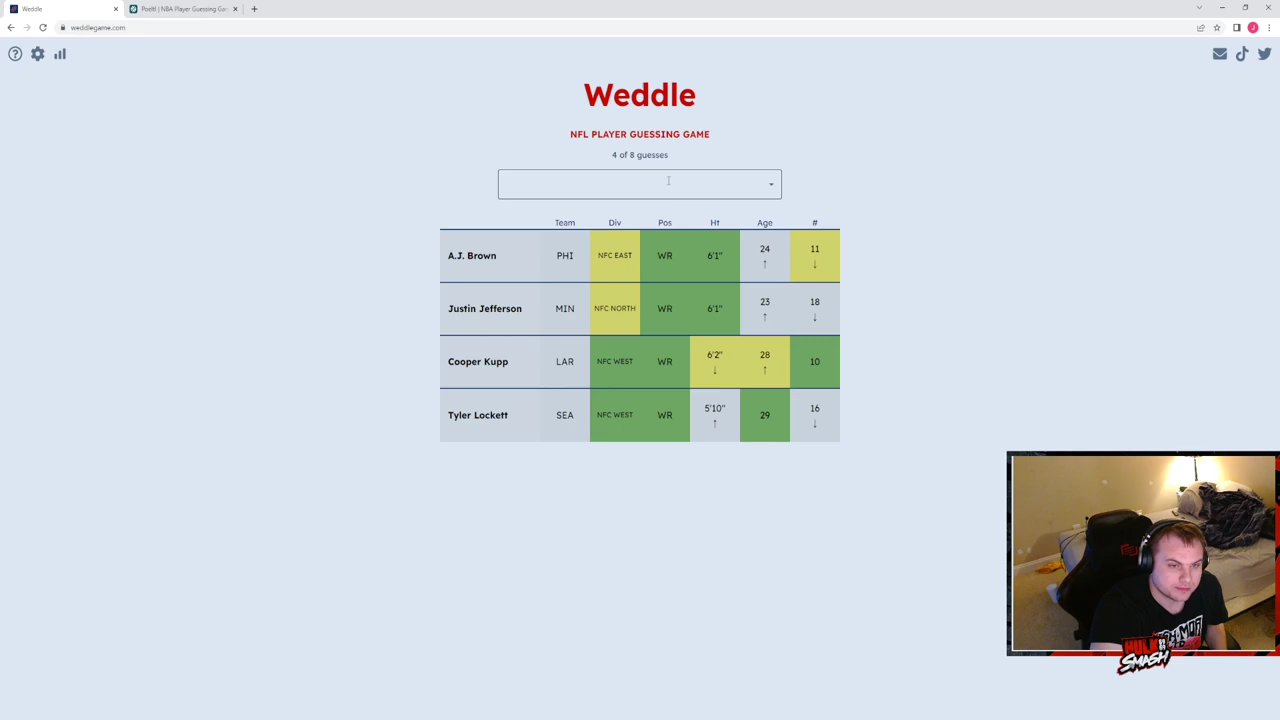 Weddle
Poeltl | NBA Player Guessing Ga
weddlegame.com
J
Weddle
NFL PLAYER GUESSING GAME
4 of 8 guesses
Team Div Pos Ht Age #
A.J. Brown PHI NFC EAST WR 6'1" 24 ↑ 11 ↓
Justin Jefferson MIN NFC NORTH WR 6'1" 23 ↑ 18 ↓
Cooper Kupp LAR NFC WEST WR 6'2" ↓ 28 ↑ 10
Tyler Lockett SEA NFC WEST WR 5'10" ↑ 29 16 ↓
HULK
SMASH